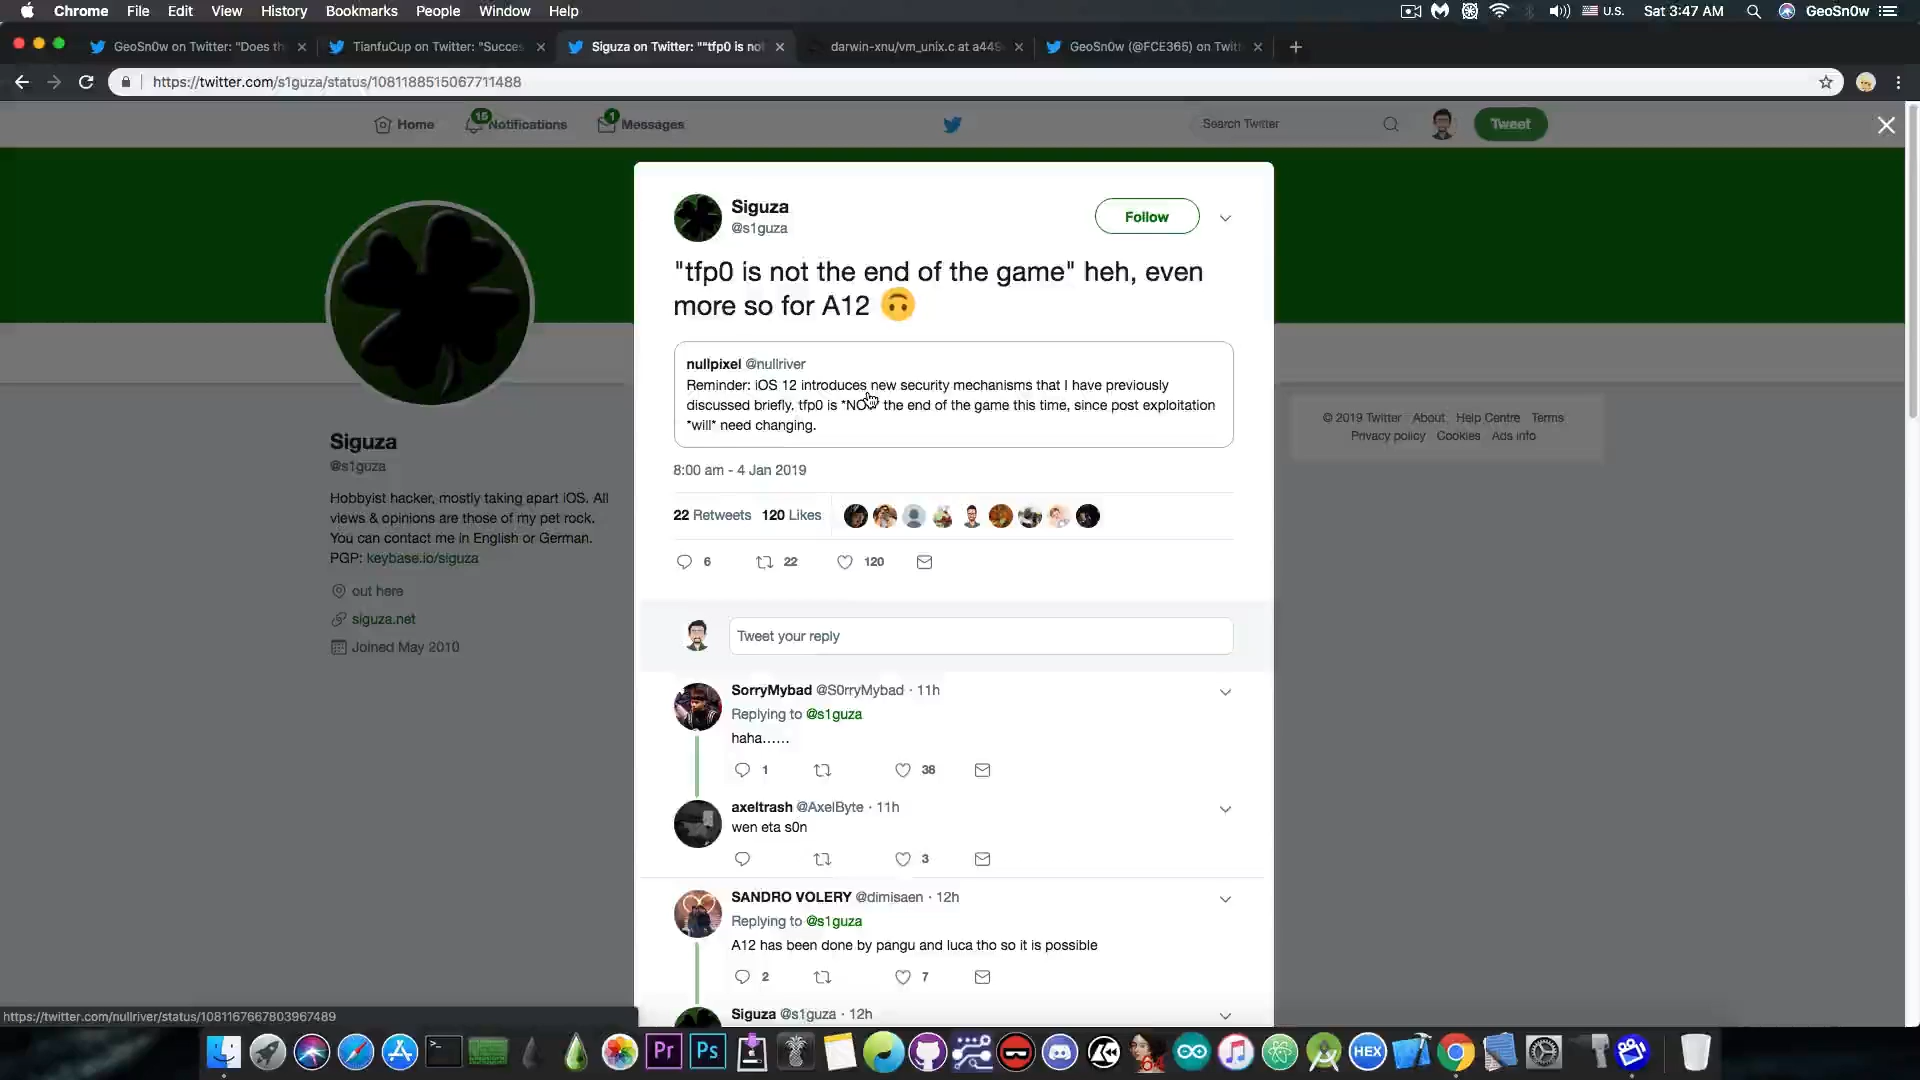 Chrome File Edit View History Bookmarks People Window Help
U.S. Sat 3:47 AM GeoSn0w
GeoSn0w on Twitter: "Does th
TianfuCup on Twitter: "Succes
Siguza on Twitter: ""tfp0 is not
darwin-xnu/vm_unix.c at a449
GeoSn0w (@FCE365) on Twitt
https://twitter.com/s1guza/status/1081188515067711488
Home
15
Notifications
1
Messages
Search Twitter
Tweet
Siguza
@s1guza
Follow
"tfp0 is not the end of the game" heh, even
more so for A12 🙃
nullpixel @nullriver
Reminder: iOS 12 introduces new security mechanisms that I have previously
discussed briefly. tfp0 is *NO the end of the game this time, since post exploitation
*will* need changing.
8:00 am - 4 Jan 2019
22 Retweets 120 Likes
6 22 120
Tweet your reply
SorryMybad @S0rryMybad · 11h
Replying to @s1guza
haha......
1 38
axeltrash @AxelByte · 11h
wen eta s0n
3
SANDRO VOLERY @dimisaen · 12h
Replying to @s1guza
A12 has been done by pangu and luca tho so it is possible
2 7
Siguza @s1guza · 12h
Siguza
@s1guza
Hobbyist hacker, mostly taking apart iOS. All
views & opinions are those of my pet rock.
You can contact me in English or German.
PGP: keybase.io/siguza
out here
siguza.net
Joined May 2010
© 2019 Twitter About Help Centre Terms
Privacy policy Cookies Ads info
https://twitter.com/nullriver/status/1081167667803967489
Pr
Ps
64
HEX